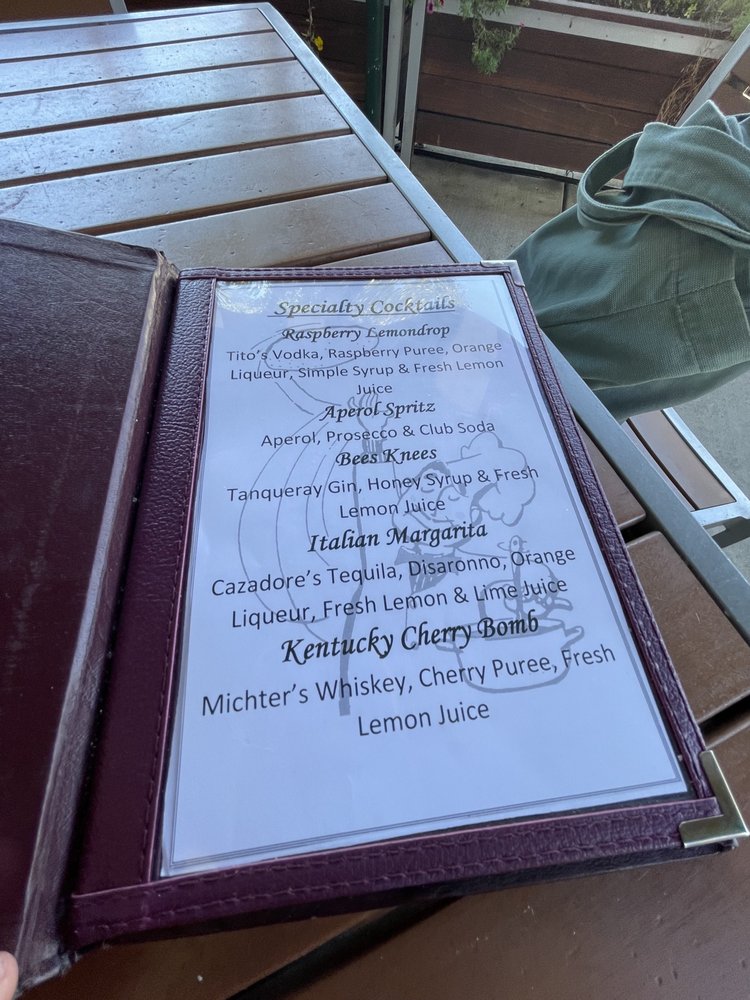 Specialty Cocktails
Raspberry Lemondrop
Tito's Vodka, Raspberry Puree, Orange
Liqueur, Simple Syrup & Fresh Lemon
Juice
Aperol Spritz
Aperol, Prosecco & Club Soda
Bees Knees
Tanqueray Gin, Honey Syrup & Fresh
Lemon Juice
Italian Margarita
Cazadore's Tequila, Disaronno, Orange
Liqueur, Fresh Lemon & Lime Juice
Kentucky Cherry Bomb
Michter's Whiskey, Cherry Puree, Fresh
Lemon Juice